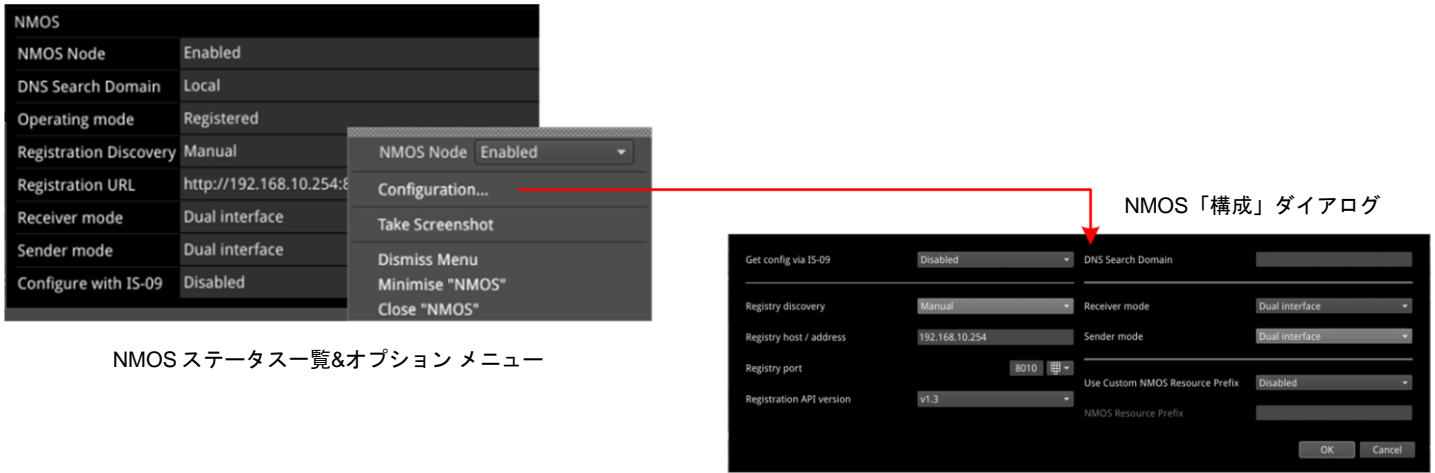 NMOS
NMOS Node Enabled
DNS Search Domain Local
Operating mode Registered
Registration Discovery Manual
Registration URL http://192.168.10.254:8
Receiver mode Dual interface
Sender mode Dual interface
Configure with IS-09 Disabled
NMOS Node Enabled
Configuration...
Take Screenshot
Dismiss Menu
Minimise "NMOS"
Close "NMOS"
NMOS ステータス一覧&オプション メニュー
NMOS「構成」ダイアログ
Get config via IS-09 Disabled DNS Search Domain
Registry discovery Manual Receiver mode Dual interface
Registry host / address 192.168.10.254 Sender mode Dual interface
Registry port 8010
Use Custom NMOS Resource Prefix Disabled
Registration API version v1.3
NMOS Resource Prefix
OK Cancel